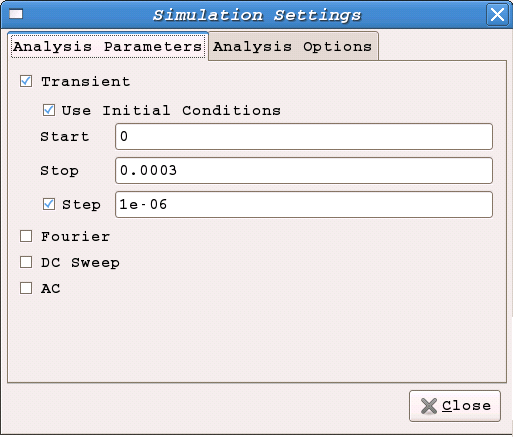 Simulation Settings
Analysis Parameters Analysis Options
Transient
Use Initial Conditions
Start 0
Stop 0.0003
Step 1e-06
Fourier
DC Sweep
AC
Close